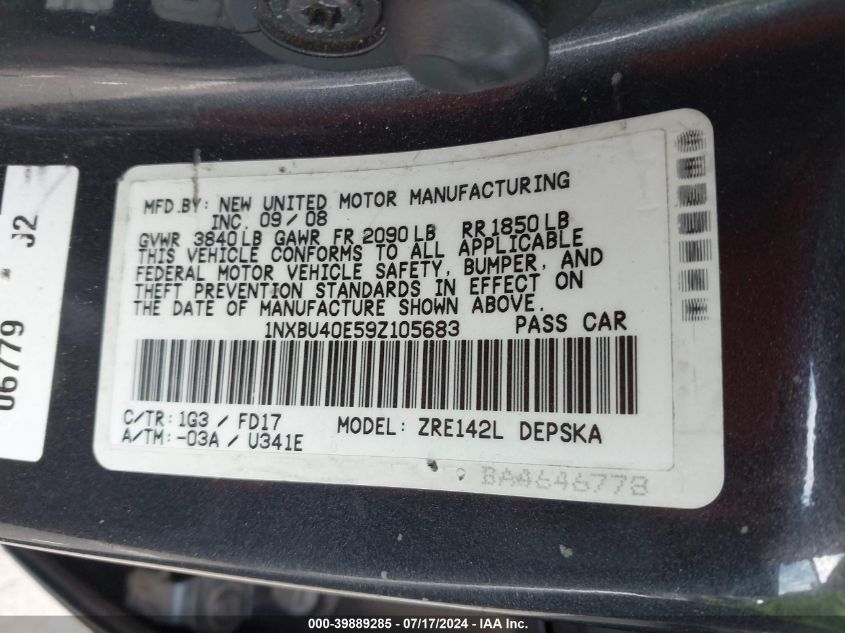 MFD.BY: NEW UNITED MOTOR MANUFACTURING
INC. 09/08
GVWR 3840LB GAWR FR 2090LB RR 1850LB
THIS VEHICLE CONFORMS TO ALL APPLICABLE
FEDERAL MOTOR VEHICLE SAFETY, BUMPER, AND
THEFT PREVENTION STANDARDS IN EFFECT ON
THE DATE OF MANUFACTURE SHOWN ABOVE.
1NXBU40E59Z105683 PASS CAR
C/TR: 1G3 / FD17 MODEL: ZRE142L DEPSKA
A/TM: -03A / U341E
BA4646778
06779 J2
000-39889285 - 07/17/2024 - IAA Inc.